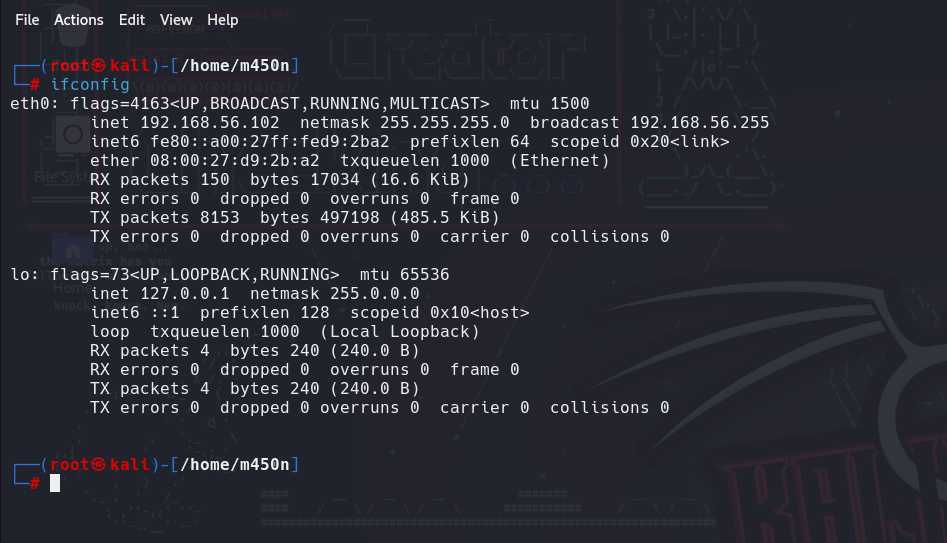 File Actions Edit View Help
┌──(root㉿kali)-[/home/m450n]
└─# ifconfig
eth0: flags=4163<UP,BROADCAST,RUNNING,MULTICAST>  mtu 1500
        inet 192.168.56.102  netmask 255.255.255.0  broadcast 192.168.56.255
        inet6 fe80::a00:27ff:fed9:2ba2  prefixlen 64  scopeid 0x20<link>
        ether 08:00:27:d9:2b:a2  txqueuelen 1000  (Ethernet)
        RX packets 150  bytes 17034 (16.6 KiB)
        RX errors 0  dropped 0  overruns 0  frame 0
        TX packets 8153  bytes 497198 (485.5 KiB)
        TX errors 0  dropped 0 overruns 0  carrier 0  collisions 0
lo: flags=73<UP,LOOPBACK,RUNNING>  mtu 65536
        inet 127.0.0.1  netmask 255.0.0.0
        inet6 ::1  prefixlen 128  scopeid 0x10<host>
        loop  txqueuelen 1000  (Local Loopback)
        RX packets 4  bytes 240 (240.0 B)
        RX errors 0  dropped 0  overruns 0  frame 0
        TX packets 4  bytes 240 (240.0 B)
        TX errors 0  dropped 0 overruns 0  carrier 0  collisions 0
┌──(root㉿kali)-[/home/m450n]
└─#
File Sys
Home